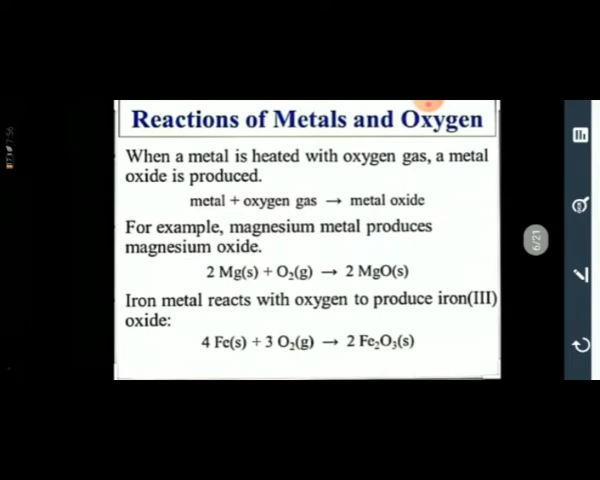 Reactions of Metals and Oxygen
When a metal is heated with oxygen gas, a metal
oxide is produced.
metal + oxygen gas → metal oxide
For example, magnesium metal produces
magnesium oxide.
2 Mg(s) + O₂(g) → 2 MgO(s)
Iron metal reacts with oxygen to produce iron(III)
oxide:
4 Fe(s) + 3 O₂(g) → 2 Fe₂O₃(s)
6/21
7:56